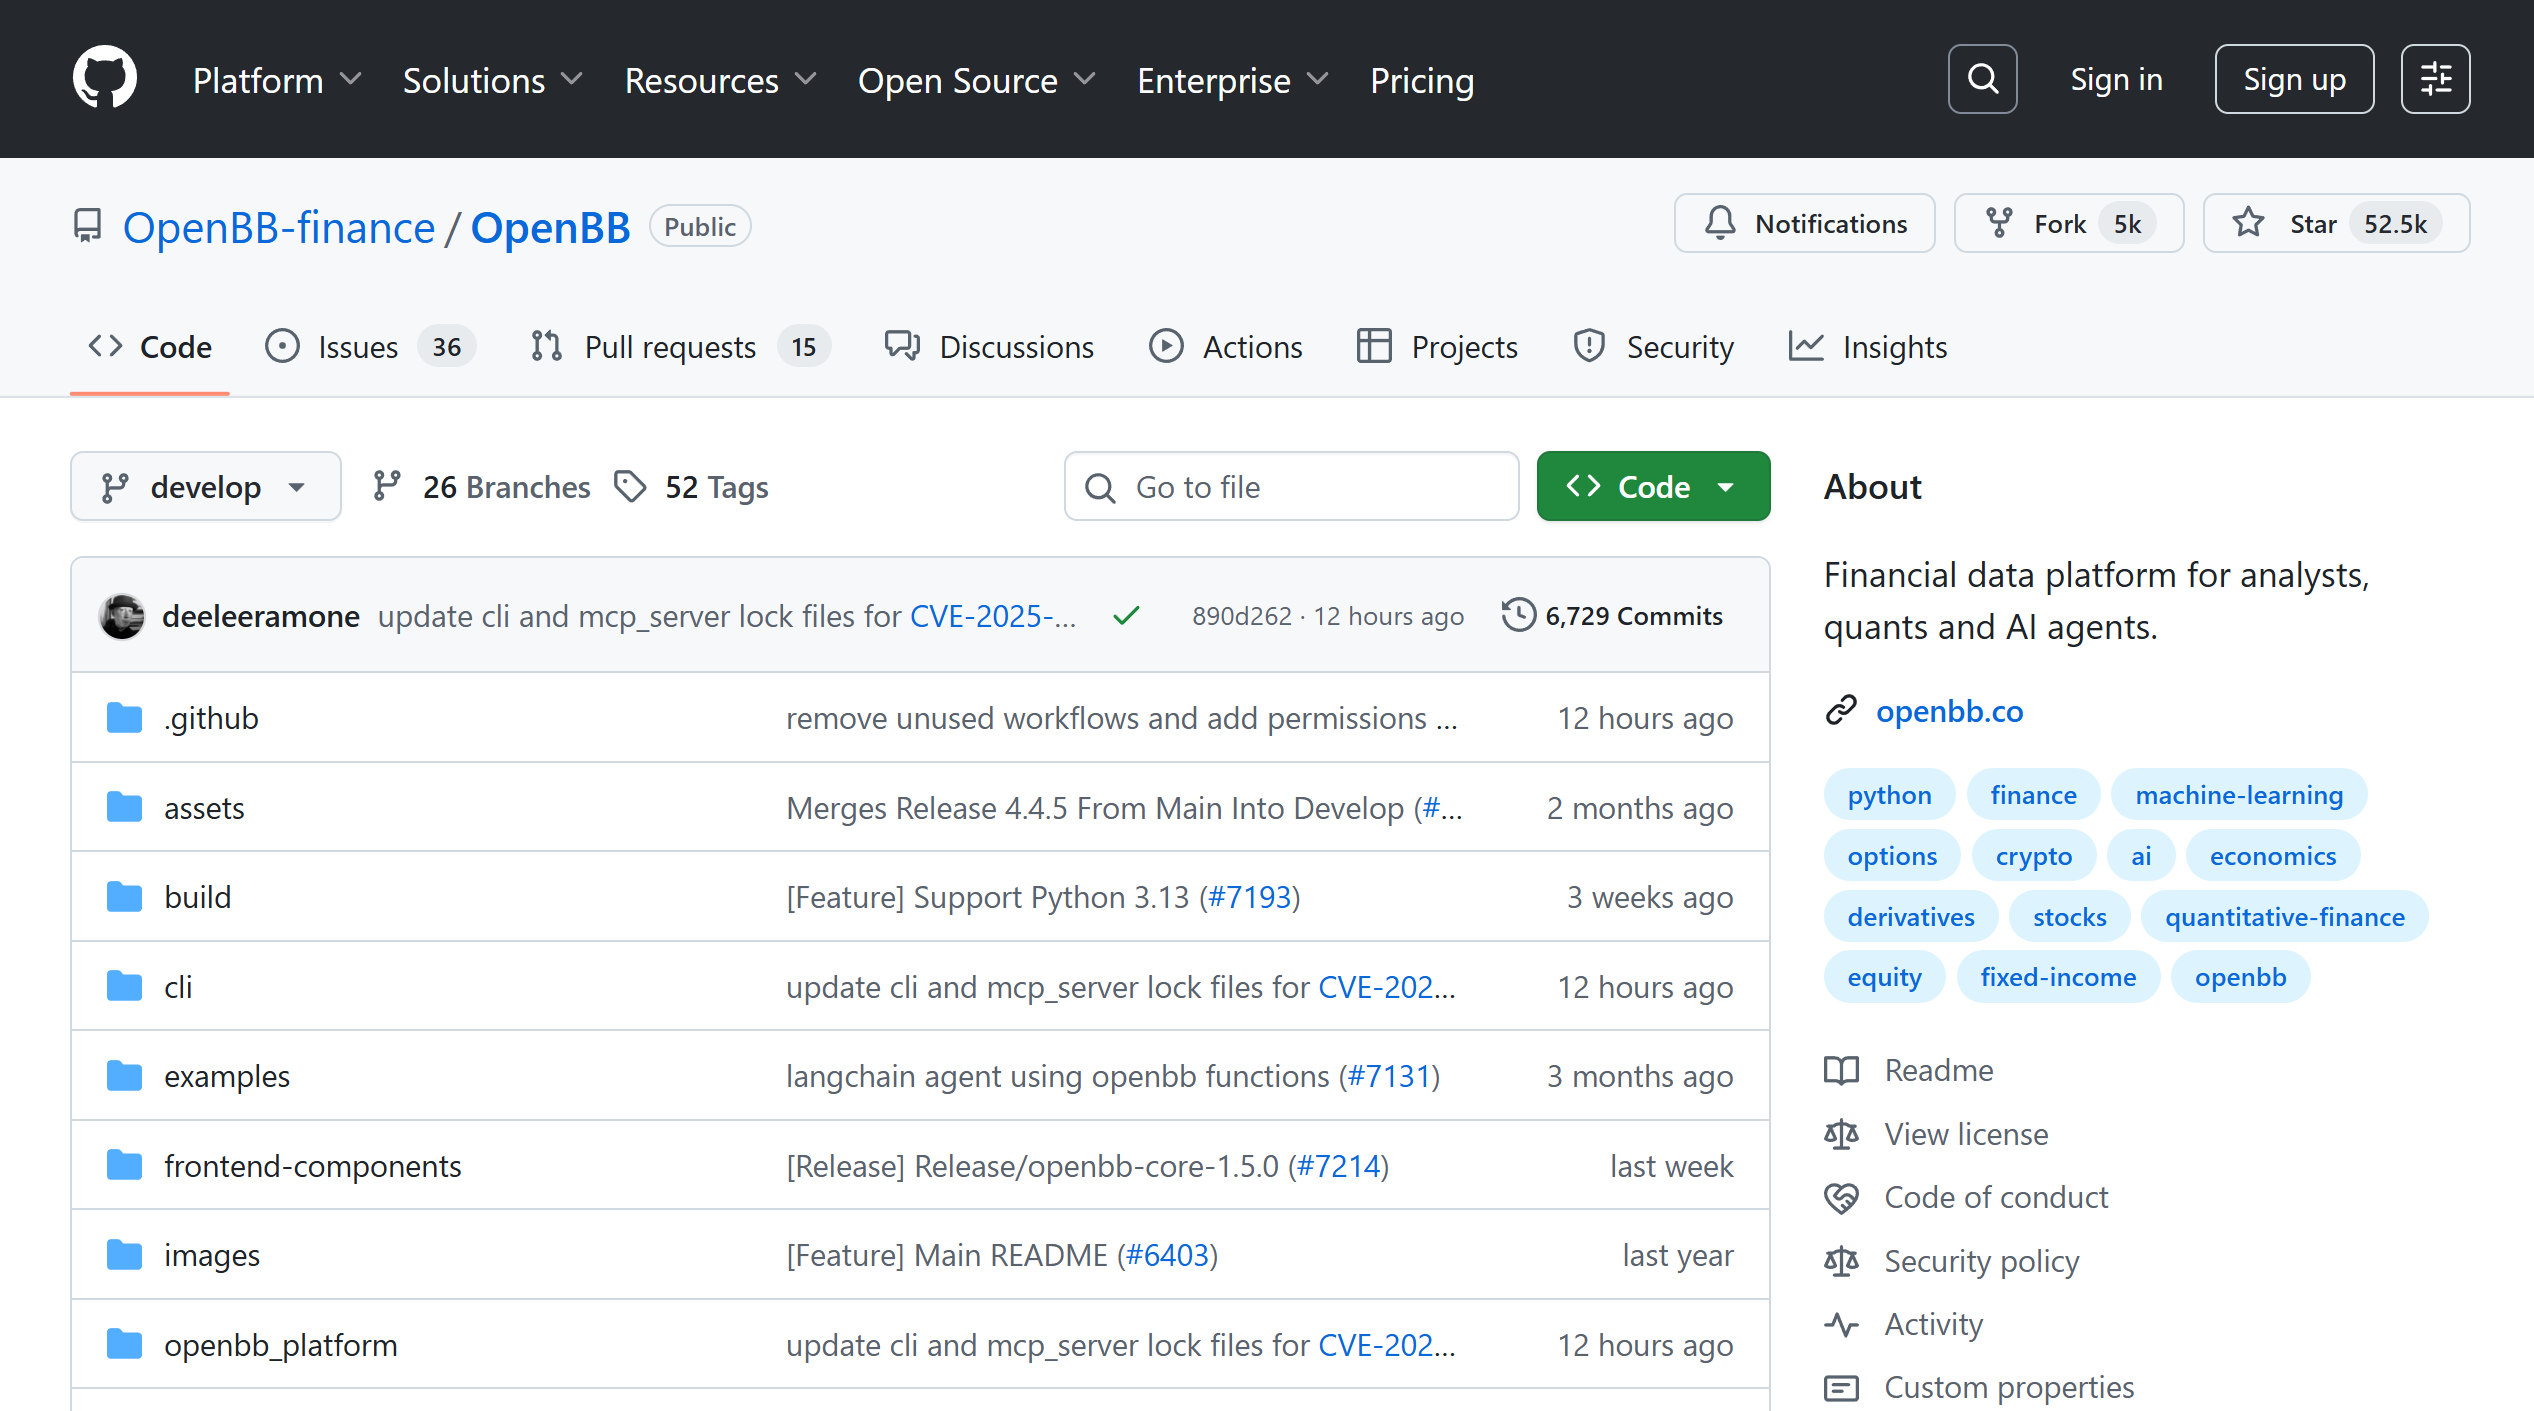 Platform Solutions Resources Open Source Enterprise Pricing Sign in Sign up
OpenBB-finance / OpenBB Public Notifications Fork 5k Star 52.5k
Code Issues 36 Pull requests 15 Discussions Actions Projects Security Insights
develop 26 Branches 52 Tags Go to file Code
deeleeramone update cli and mcp_server lock files for CVE-2025-... 890d262 · 12 hours ago 6,729 Commits
.github remove unused workflows and add permissions ... 12 hours ago
assets Merges Release 4.4.5 From Main Into Develop (#... 2 months ago
build [Feature] Support Python 3.13 (#7193) 3 weeks ago
cli update cli and mcp_server lock files for CVE-202... 12 hours ago
examples langchain agent using openbb functions (#7131) 3 months ago
frontend-components [Release] Release/openbb-core-1.5.0 (#7214) last week
images [Feature] Main README (#6403) last year
openbb_platform update cli and mcp_server lock files for CVE-202... 12 hours ago
About
Financial data platform for analysts,
quants and AI agents.
openbb.co
python finance machine-learning
options crypto ai economics
derivatives stocks quantitative-finance
equity fixed-income openbb
Readme
View license
Code of conduct
Security policy
Activity
Custom properties